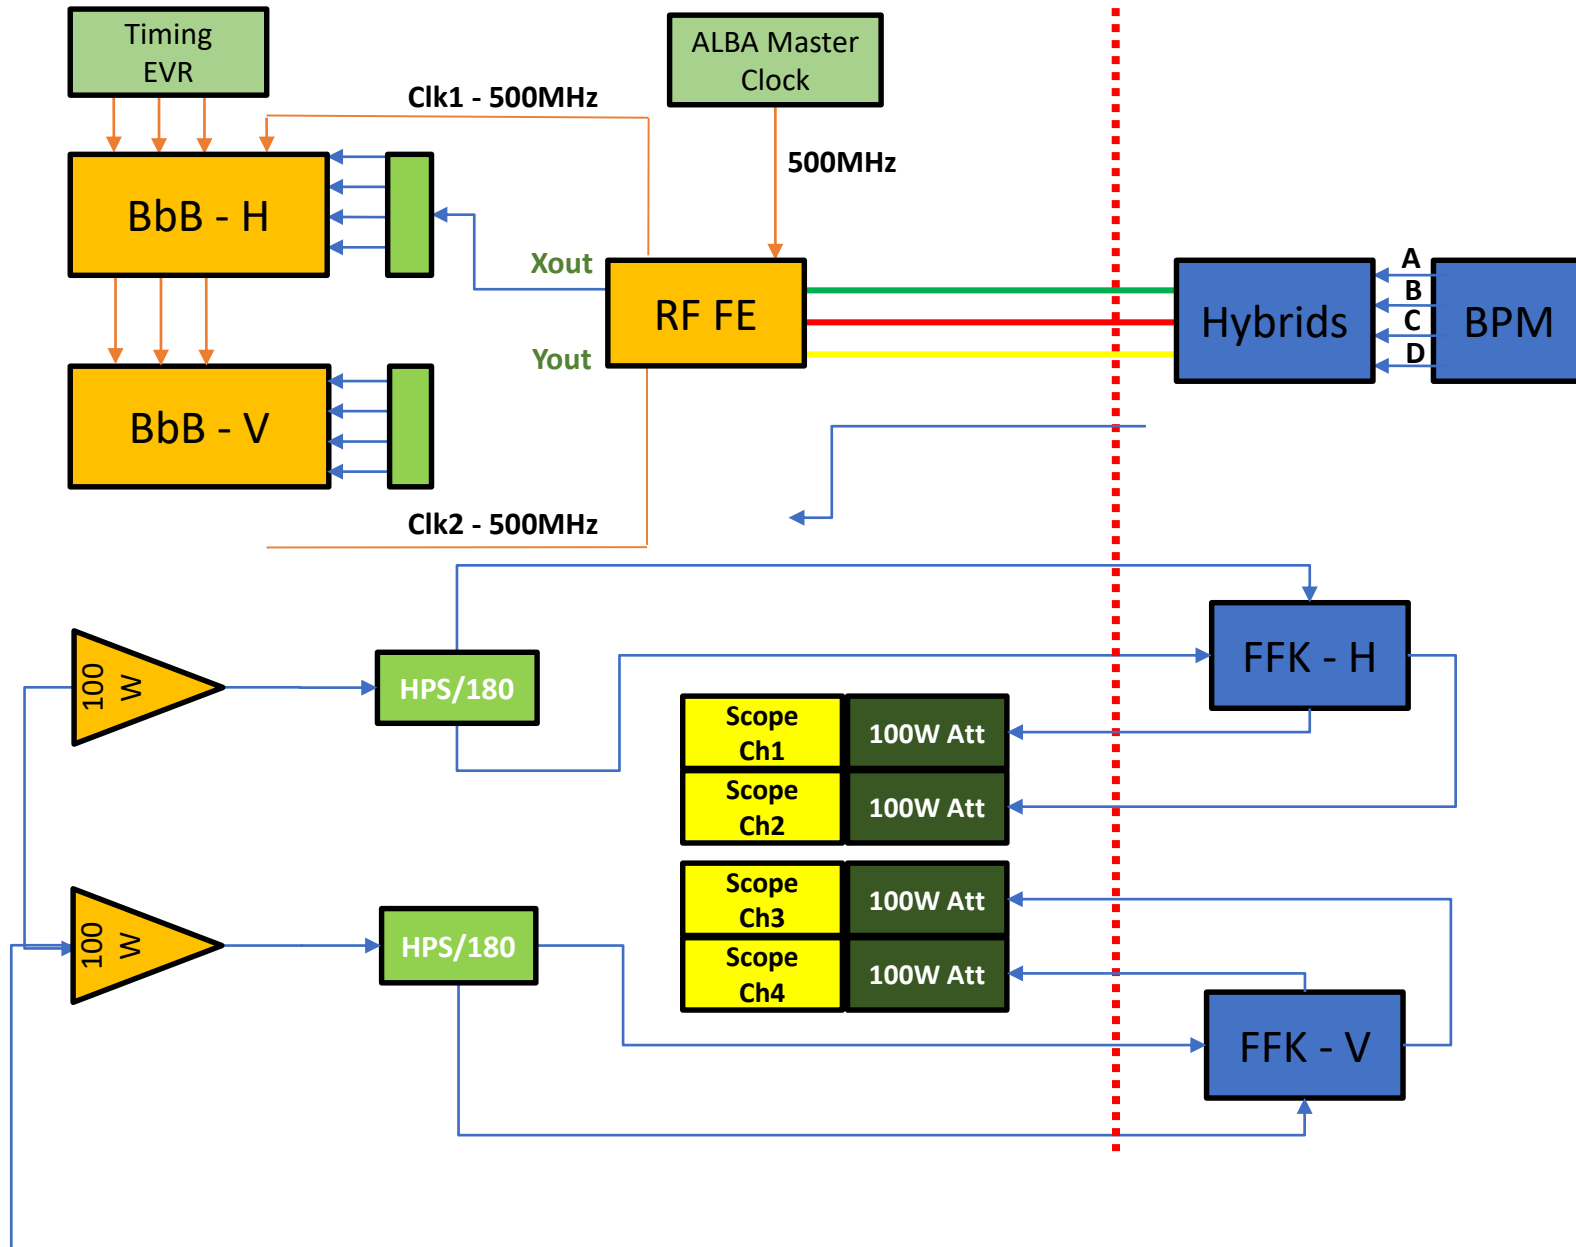 Timing
EVR
ALBA Master
Clock
Clk1 - 500MHz
500MHz
BbB - H
Xout
RF FE
Yout
Hybrids
A
B
C
D
BPM
BbB - V
Clk2 - 500MHz
100
W
HPS/180
FFK - H
Scope
Ch1
100W Att
Scope
Ch2
100W Att
Scope
Ch3
100W Att
Scope
Ch4
100W Att
100
W
HPS/180
FFK - V